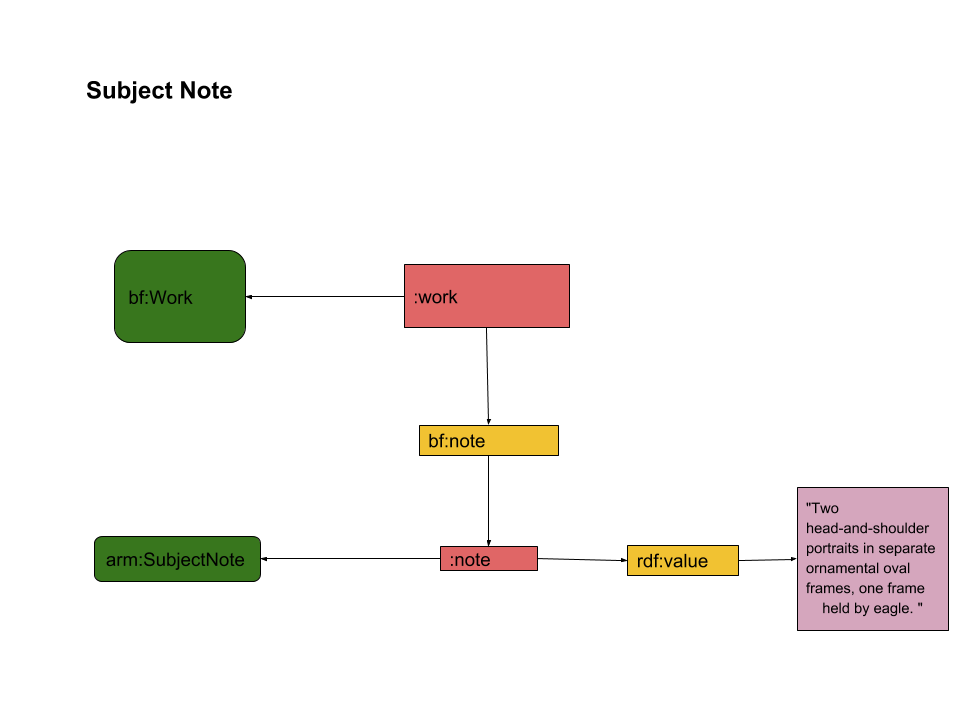 Subject Note
bf:Work
:work
bf:note
arm:SubjectNote
:note
rdf:value
"Two
head-and-shoulder
portraits in separate
ornamental oval
frames, one frame
held by eagle. "